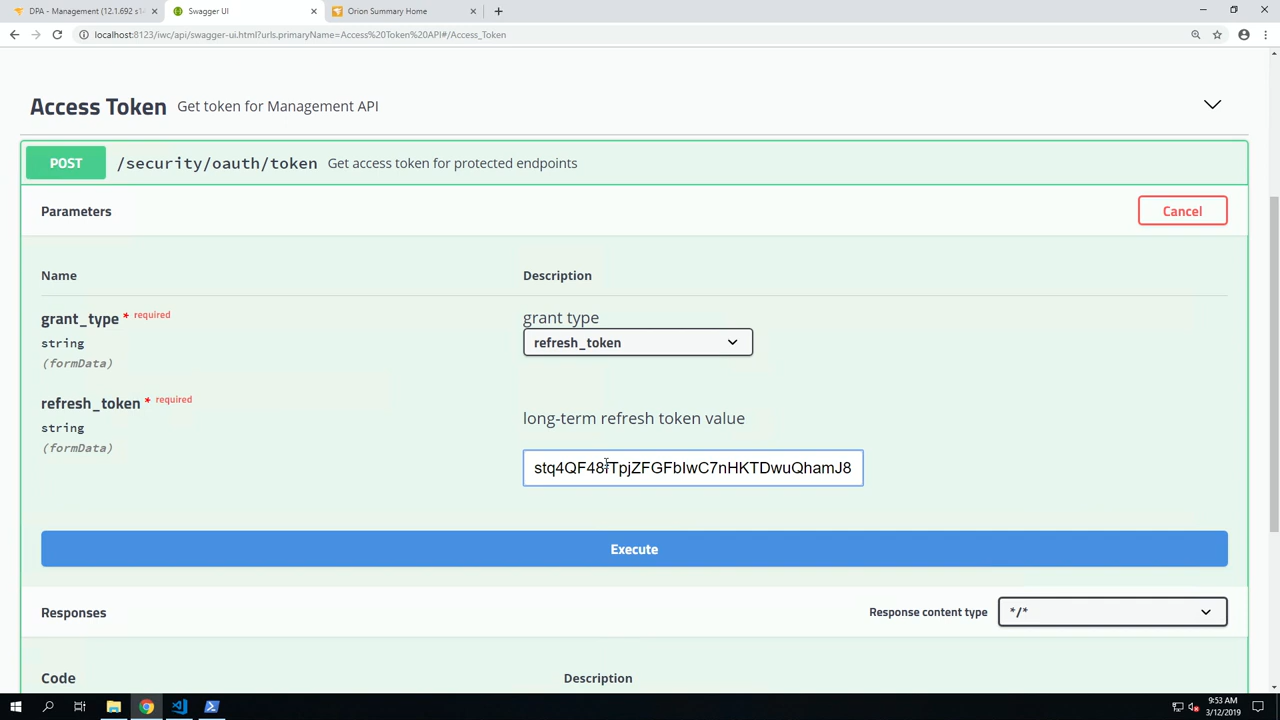 DPA - Management (12.1.692
Swagger UI
Orion Summary Home
localhost:8123/iwc/api/swagger-ui.html?urls.primaryName=Access%20Token%20API#/Access_Token
Access Token Get token for Management API
POST /security/oauth/token Get access token for protected endpoints
Parameters
Cancel
Name Description
grant_type * required
string
(formData)
grant type
refresh_token
refresh_token * required
string
(formData)
long-term refresh token value
Execute
Responses
Response content type */*
Code Description
9:53 AM
3/12/2019